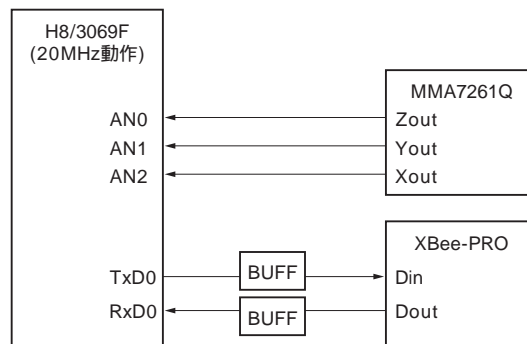 H8/3069F
(20MHz動作)
MMA7261Q
AN0
Zout
AN1
Yout
AN2
Xout
XBee-PRO
TxD0
BUFF
Din
RxD0
BUFF
Dout